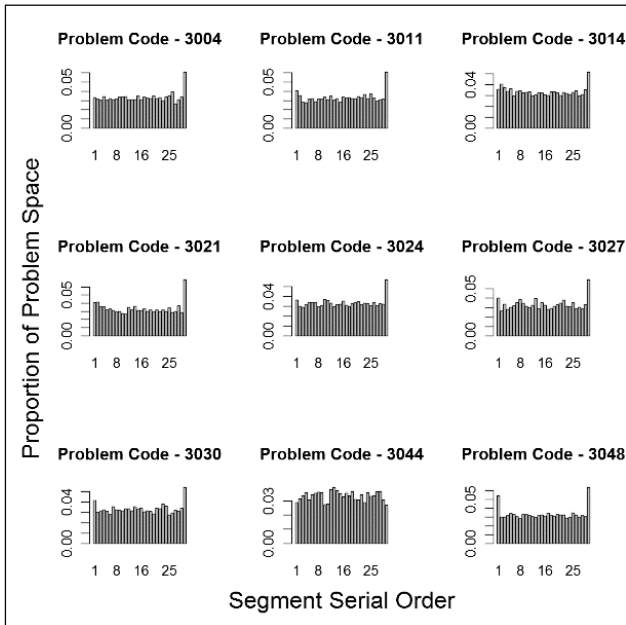 Problem Code - 3004
Problem Code - 3011
Problem Code - 3014
0.00 0.05
1 8 16 25
0.00 0.05
1 8 16 25
0.00 0.04
1 8 16 25
Proportion of Problem Space
Problem Code - 3021
Problem Code - 3024
Problem Code - 3027
0.00 0.05
1 8 16 25
0.00 0.04
1 8 16 25
0.00 0.05
1 8 16 25
Problem Code - 3030
Problem Code - 3044
Problem Code - 3048
0.00 0.04
1 8 16 25
0.00 0.03
1 8 16 25
0.00 0.05
1 8 16 25
Segment Serial Order